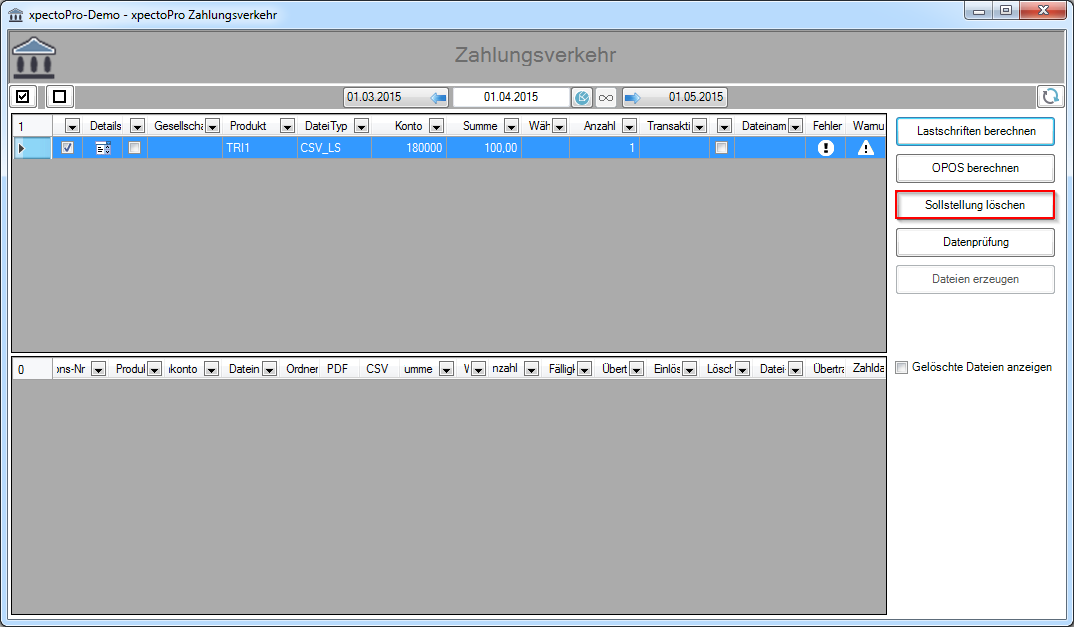 xpectoPro-Demo - xpectoPro Zahlungsverkehr
Zahlungsverkehr
01.03.2015 01.04.2015 01.05.2015
1 Details Gesellscha Produkt DateiTyp Konto Summe Wäh Anzahl Transakti Dateinam Fehler Warnu
TRI1 CSV_LS 180000 100,00 1
Lastschriften berechnen
OPOS berechnen
Sollstellung löschen
Datenprüfung
Dateien erzeugen
0 ons-Nr Produk konto Datein Ordner PDF CSV umme W nzahl Fälligk Übert Einlös Lösch Datei Übertra Zahlda
Gelöschte Dateien anzeigen